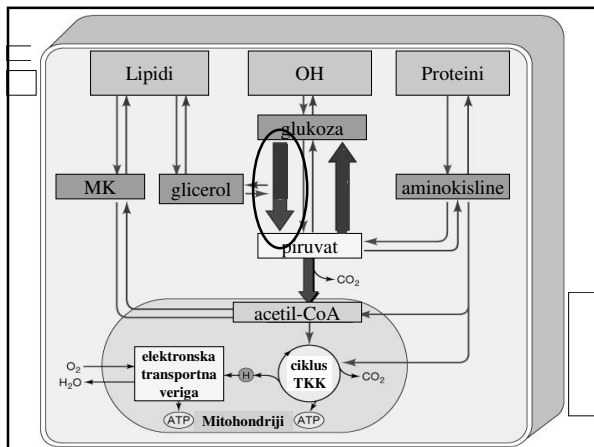 Lipidi
OH
Proteini
glukoza
MK
glicerol
aminokisline
piruvat
CO2
acetil-CoA
O2
H2O
elektronska
transportna
veriga
H
ciklus
TKK
CO2
ATP
Mitohondriji
ATP